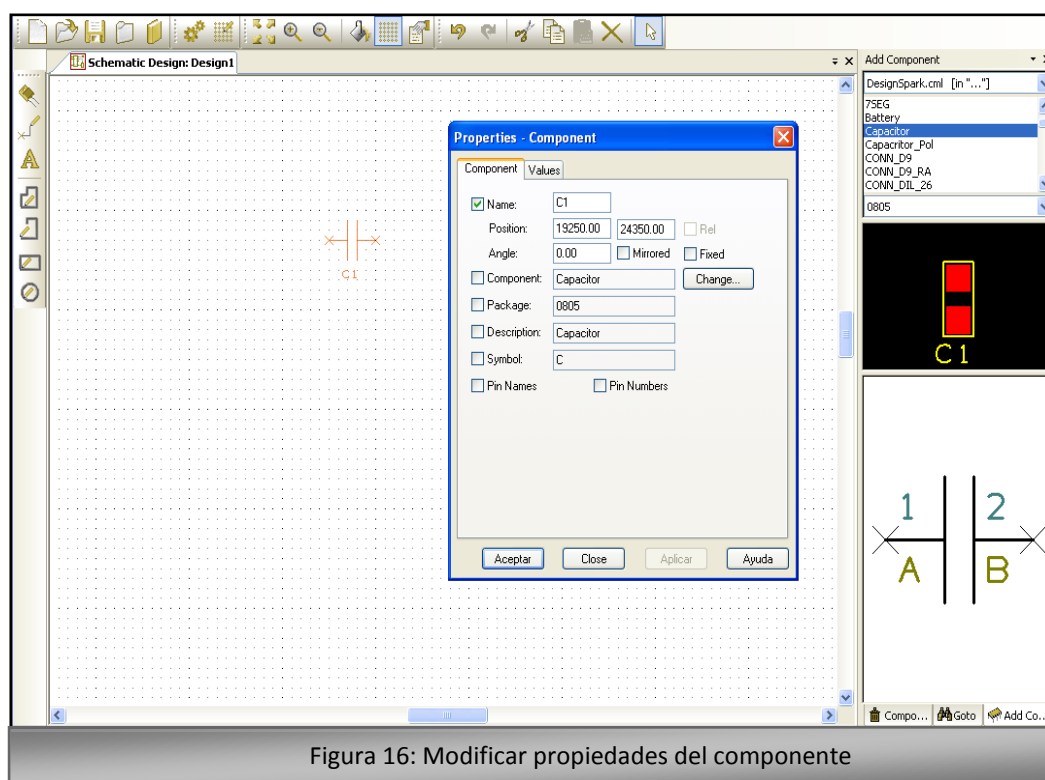 Schematic Design: Design1
C1
Properties - Component
Component Values
Name: C1
Position: 19250.00 24350.00 Rel
Angle: 0.00 Mirrored Fixed
Component: Capacitor Change...
Package: 0805
Description: Capacitor
Symbol: C
Pin Names Pin Numbers
Aceptar Close Aplicar Ayuda
Add Component
DesignSpark.cml [in "..."]
7SEG
Battery
Capacitor
Capacritor_Pol
CONN_D9
CONN_D9_RA
CONN_DIL_26
0805
C1
1 2
A B
Compo... Goto Add Co...
Figura 16: Modificar propiedades del componente